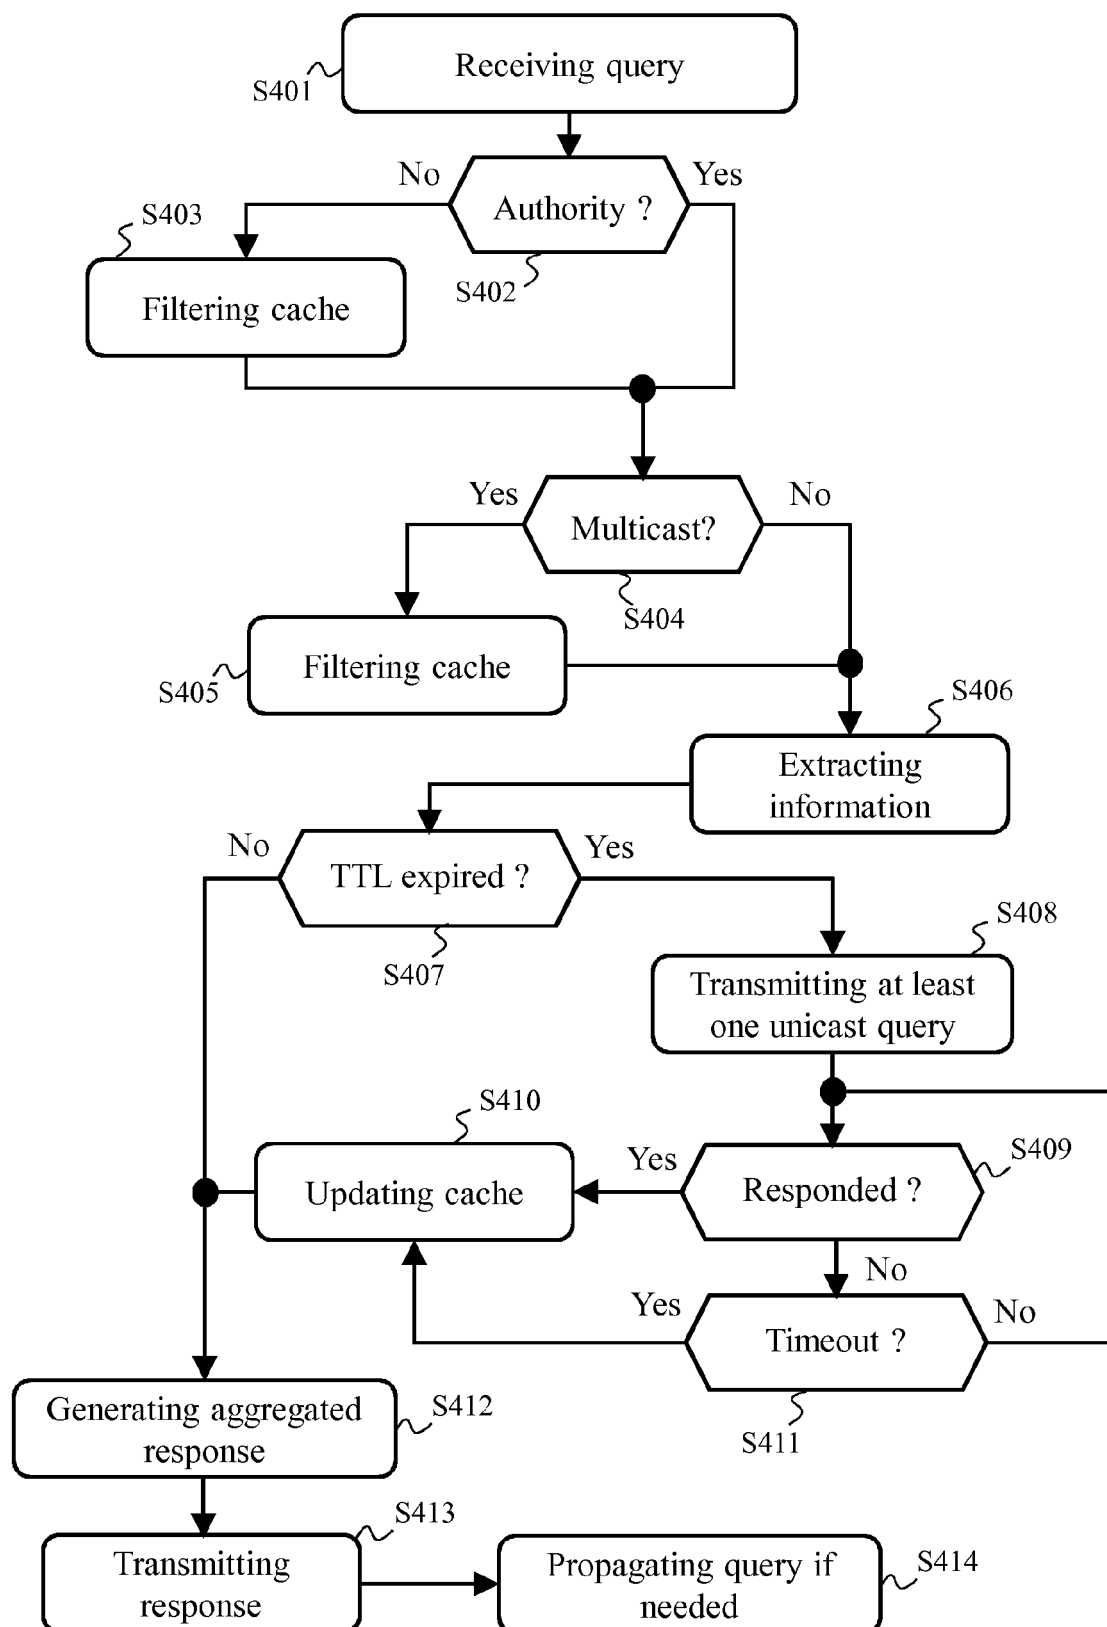 Receiving query
S401
No
Yes
Authority ?
S402
S403
Filtering cache
Yes
No
Multicast?
S404
Filtering cache
S405
S406
Extracting
information
No
Yes
TTL expired ?
S407
S408
Transmitting at least
one unicast query
S410
Updating cache
Yes
S409
Responded ?
No
Yes
No
Timeout ?
S411
Generating aggregated
response
S412
S413
Transmitting
response
Propagating query if
needed
S414